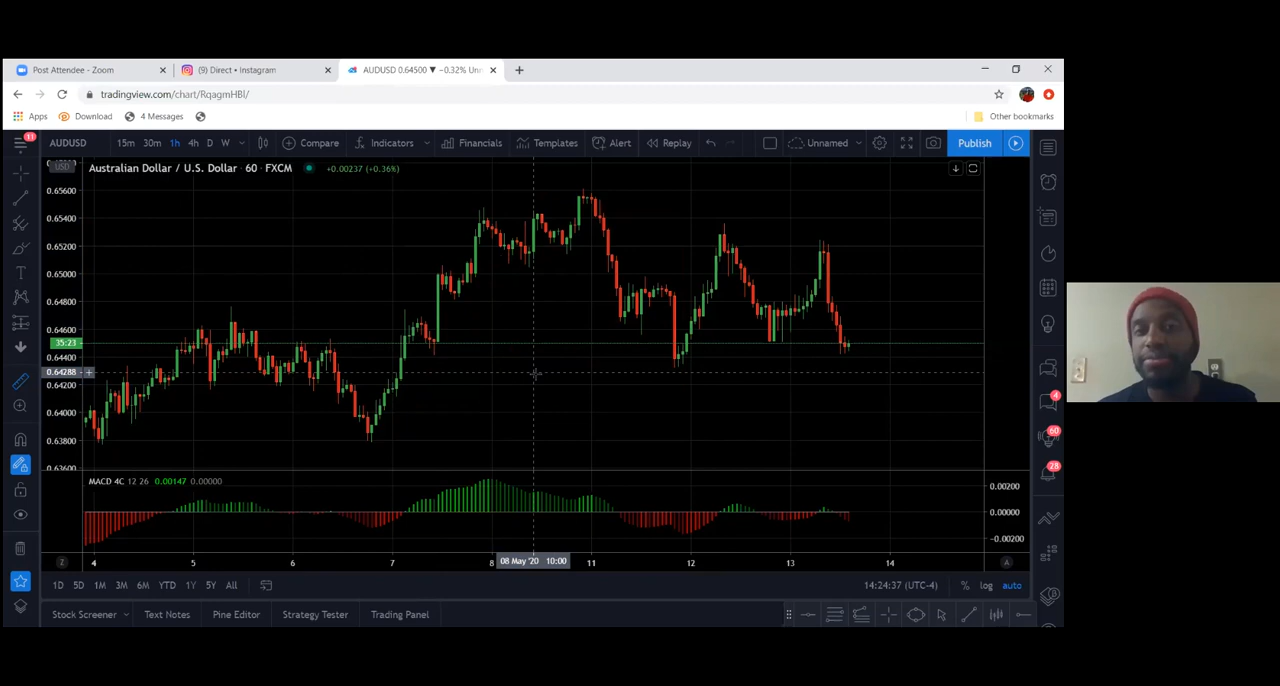 Post Attendee - Zoom
(9) Direct • Instagram
AUDUSD 0.64500 ▼ −0.32% Unn
tradingview.com/chart/RqagmHBl/
Apps
Download
4 Messages
Other bookmarks
11
AUDUSD
15m 30m 1h 4h D W
Compare
Indicators
Financials
Templates
Alert
Replay
Unnamed
Publish
USD
Australian Dollar / U.S. Dollar · 60 · FXCM
+0.00237 (+0.36%)
0.65600
0.65400
0.65200
0.65000
0.64800
0.64600
35:23
0.64400
0.64288
0.64200
0.64000
0.63800
0.63600
MACD 4C 12 26 0.00147 0.00000
0.00200
0.00000
−0.00200
Z 4 5 6 7 8 08 May '20 10:00 11 12 13 14 A
1D 5D 1M 3M 6M YTD 1Y 5Y All
14:24:37 (UTC-4)
% log auto
Stock Screener
Text Notes
Pine Editor
Strategy Tester
Trading Panel
4
60
28